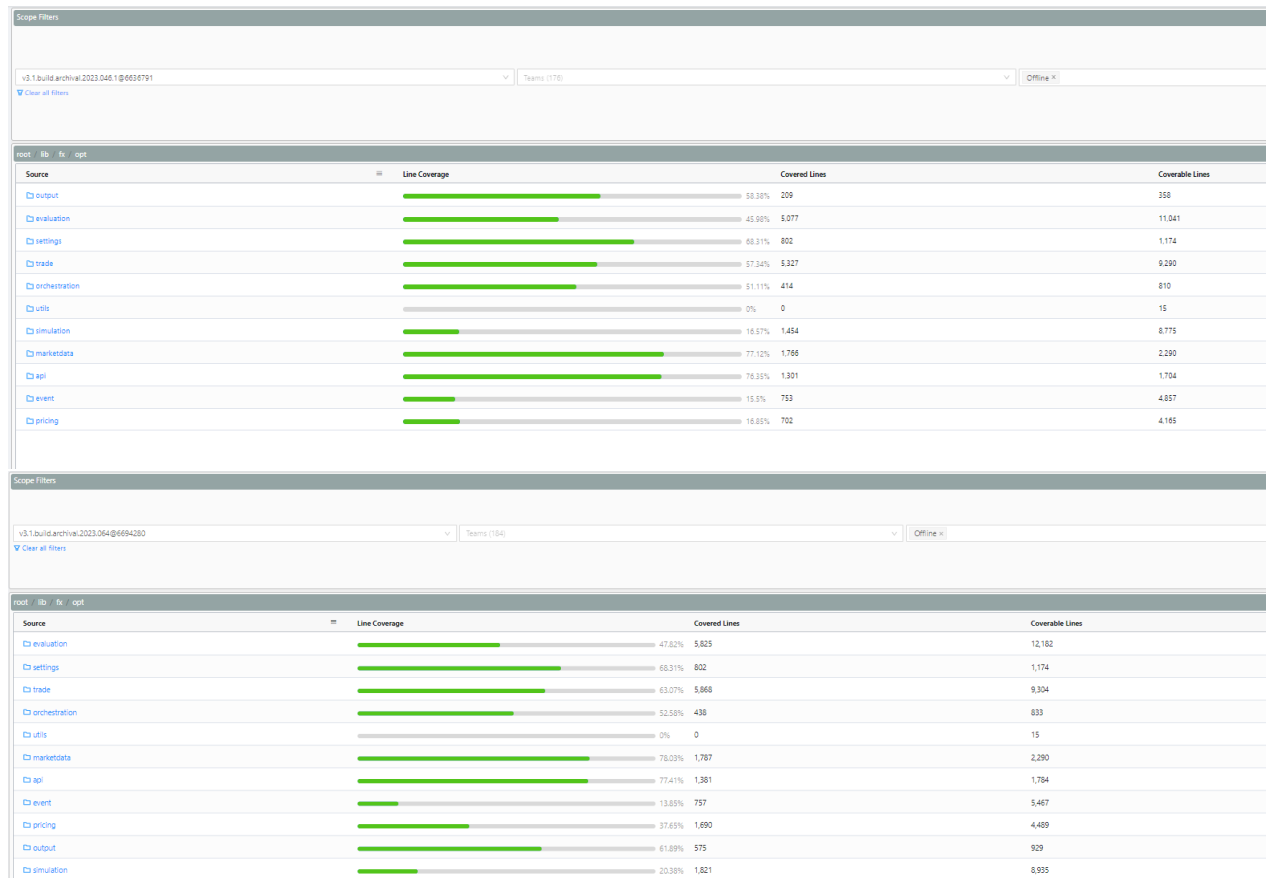 Scope Filters
v3.1.build.archival.2023.046.1@6636791 Teams (176) Offline ×
Clear all filters
root / lib / fx / opt
Source Line Coverage Covered Lines Coverable Lines
output 58.38% 209 358
evaluation 45.98% 5,077 11,041
settings 68.31% 802 1,174
trade 57.34% 5,327 9,290
orchestration 51.11% 414 810
utils 0% 0 15
simulation 16.57% 1,454 8,775
marketdata 77.12% 1,766 2,290
api 76.35% 1,301 1,704
event 15.5% 753 4,857
pricing 16.85% 702 4,165
Scope Filters
v3.1.build.archival.2023.064@6694280 Teams (184) Offline ×
Clear all filters
root / lib / fx / opt
Source Line Coverage Covered Lines Coverable Lines
evaluation 47.82% 5,825 12,182
settings 68.31% 802 1,174
trade 63.07% 5,868 9,304
orchestration 52.58% 438 833
utils 0% 0 15
marketdata 78.03% 1,787 2,290
api 77.41% 1,381 1,784
event 13.85% 757 5,467
pricing 37.65% 1,690 4,489
output 61.89% 575 929
simulation 20.38% 1,821 8,935